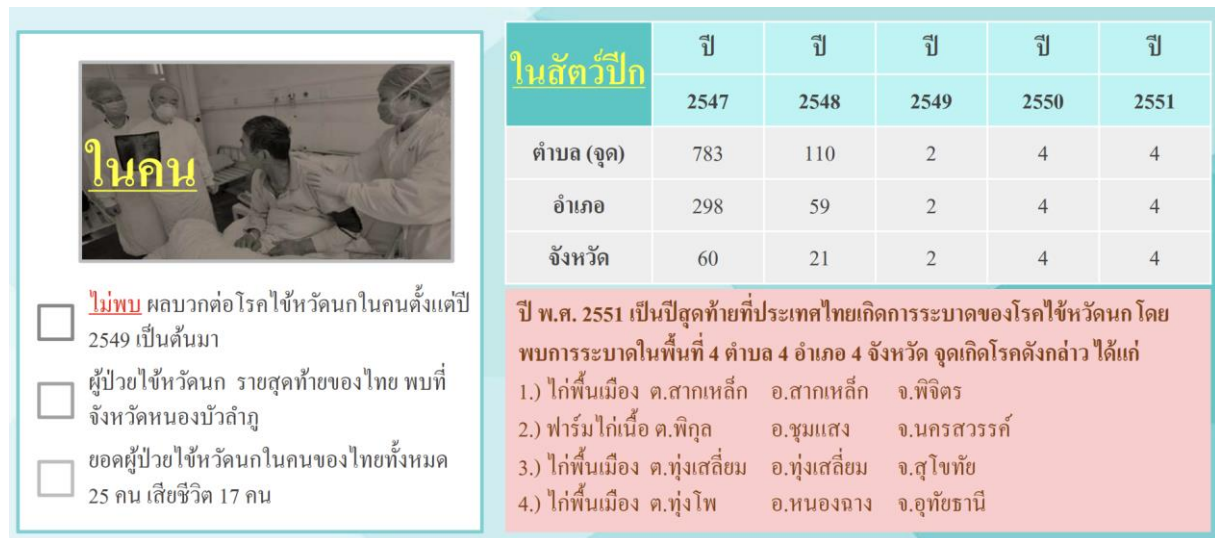 ในคน
ไม่พบ ผลบวกต่อโรคไข้หวัดนกในคนตั้งแต่ปี
2549 เป็นต้นมา
ผู้ป่วยไข้หวัดนก รายสุดท้ายของไทย พบที่
จังหวัดหนองบัวลำภู
ยอดผู้ป่วยไข้หวัดนกในคนของไทยทั้งหมด
25 คน เสียชีวิต 17 คน
ในสัตว์ปีก ปี ปี ปี ปี ปี
2547 2548 2549 2550 2551
ตำบล (จุด) 783 110 2 4 4
อำเภอ 298 59 2 4 4
จังหวัด 60 21 2 4 4
ปี พ.ศ. 2551 เป็นปีสุดท้ายที่ประเทศไทยเกิดการระบาดของโรคไข้หวัดนก โดย
พบการระบาดในพื้นที่ 4 ตำบล 4 อำเภอ 4 จังหวัด จุดเกิดโรคดังกล่าว ได้แก่
1.) ไก่พื้นเมือง ต.สากเหล็ก อ.สากเหล็ก จ.พิจิตร
2.) ฟาร์มไก่เนื้อ ต.พิกุล อ.ชุมแสง จ.นครสวรรค์
3.) ไก่พื้นเมือง ต.ทุ่งเสลี่ยม อ.ทุ่งเสลี่ยม จ.สุโขทัย
4.) ไก่พื้นเมือง ต.ทุ่งโพ อ.หนองฉาง จ.อุทัยธานี